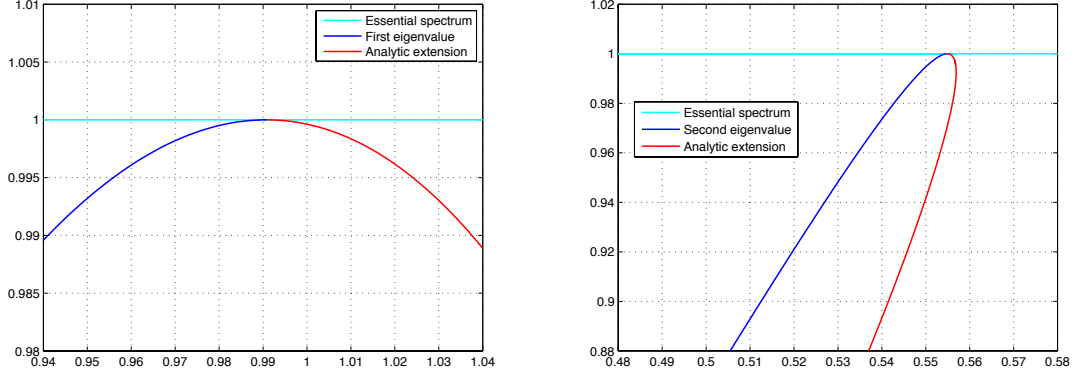 1.01
1.005
1
0.995
0.99
0.985
0.98
0.94 0.95 0.96 0.97 0.98 0.99 1 1.01 1.02 1.03 1.04
Essential spectrum
First eigenvalue
Analytic extension
1.02
1
0.98
0.96
0.94
0.92
0.9
0.88
0.48 0.49 0.5 0.51 0.52 0.53 0.54 0.55 0.56 0.57 0.58
Essential spectrum
Second eigenvalue
Analytic extension